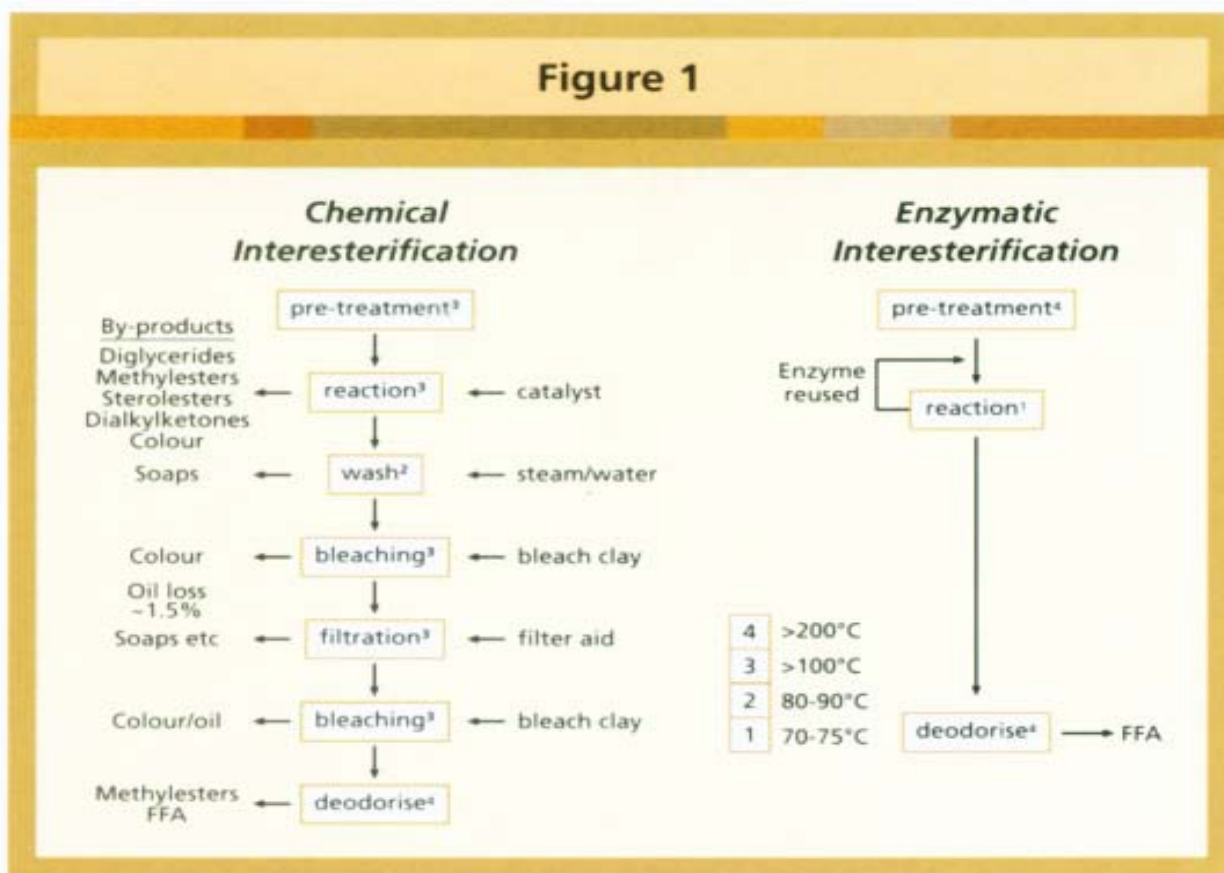 Figure 1
Chemical
Interesterification
pre-treatment³
By-products
Diglycerides
Methylesters
Sterolesters
Dialkylketones
Colour
reaction³
catalyst
Soaps
wash²
steam/water
Colour
bleaching³
bleach clay
Oil loss
~1.5%
Soaps etc
filtration³
filter aid
Colour/oil
bleaching³
bleach clay
Methylesters
FFA
deodorise⁴
Enzymatic
Interesterification
pre-treatment⁴
Enzyme
reused
reaction¹
4 >200°C
3 >100°C
2 80-90°C
1 70-75°C
deodorise⁴
FFA